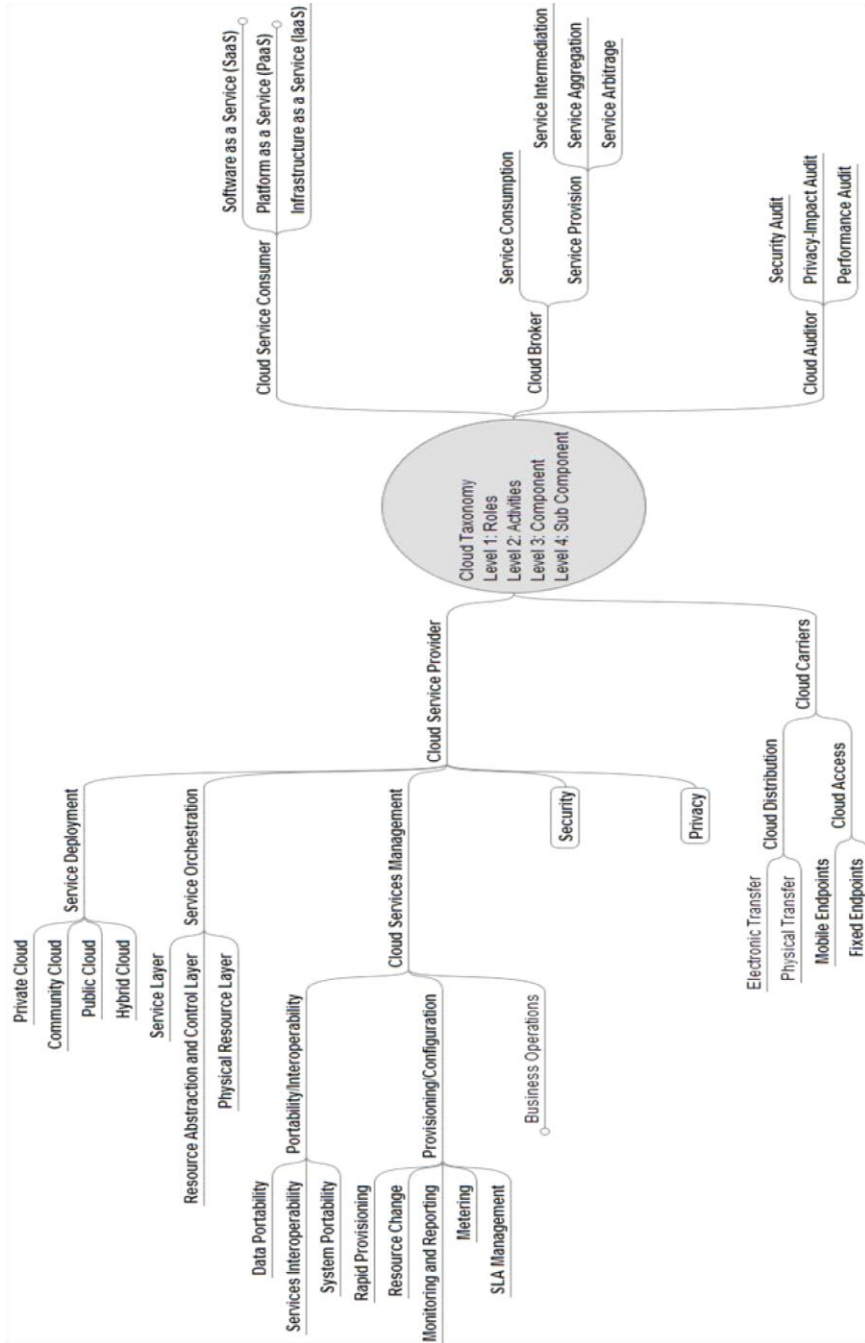 Cloud Taxonomy
Level 1: Roles
Level 2: Activities
Level 3: Component
Level 4: Sub Component
Cloud Service Provider
Service Deployment
Private Cloud
Community Cloud
Public Cloud
Hybrid Cloud
Service Orchestration
Service Layer
Resource Abstraction and Control Layer
Physical Resource Layer
Cloud Services Management
Portability/Interoperability
Data Portability
Services Interoperability
System Portability
Provisioning/Configuration
Rapid Provisioning
Resource Change
Monitoring and Reporting
Metering
SLA Management
Business Operations
Security
Privacy
Cloud Carriers
Cloud Distribution
Electronic Transfer
Physical Transfer
Cloud Access
Mobile Endpoints
Fixed Endpoints
Cloud Service Consumer
Software as a Service (SaaS)
Platform as a Service (PaaS)
Infrastructure as a Service (IaaS)
Cloud Broker
Service Consumption
Service Provision
Service Intermediation
Service Aggregation
Service Arbitrage
Cloud Auditor
Security Audit
Privacy-Impact Audit
Performance Audit